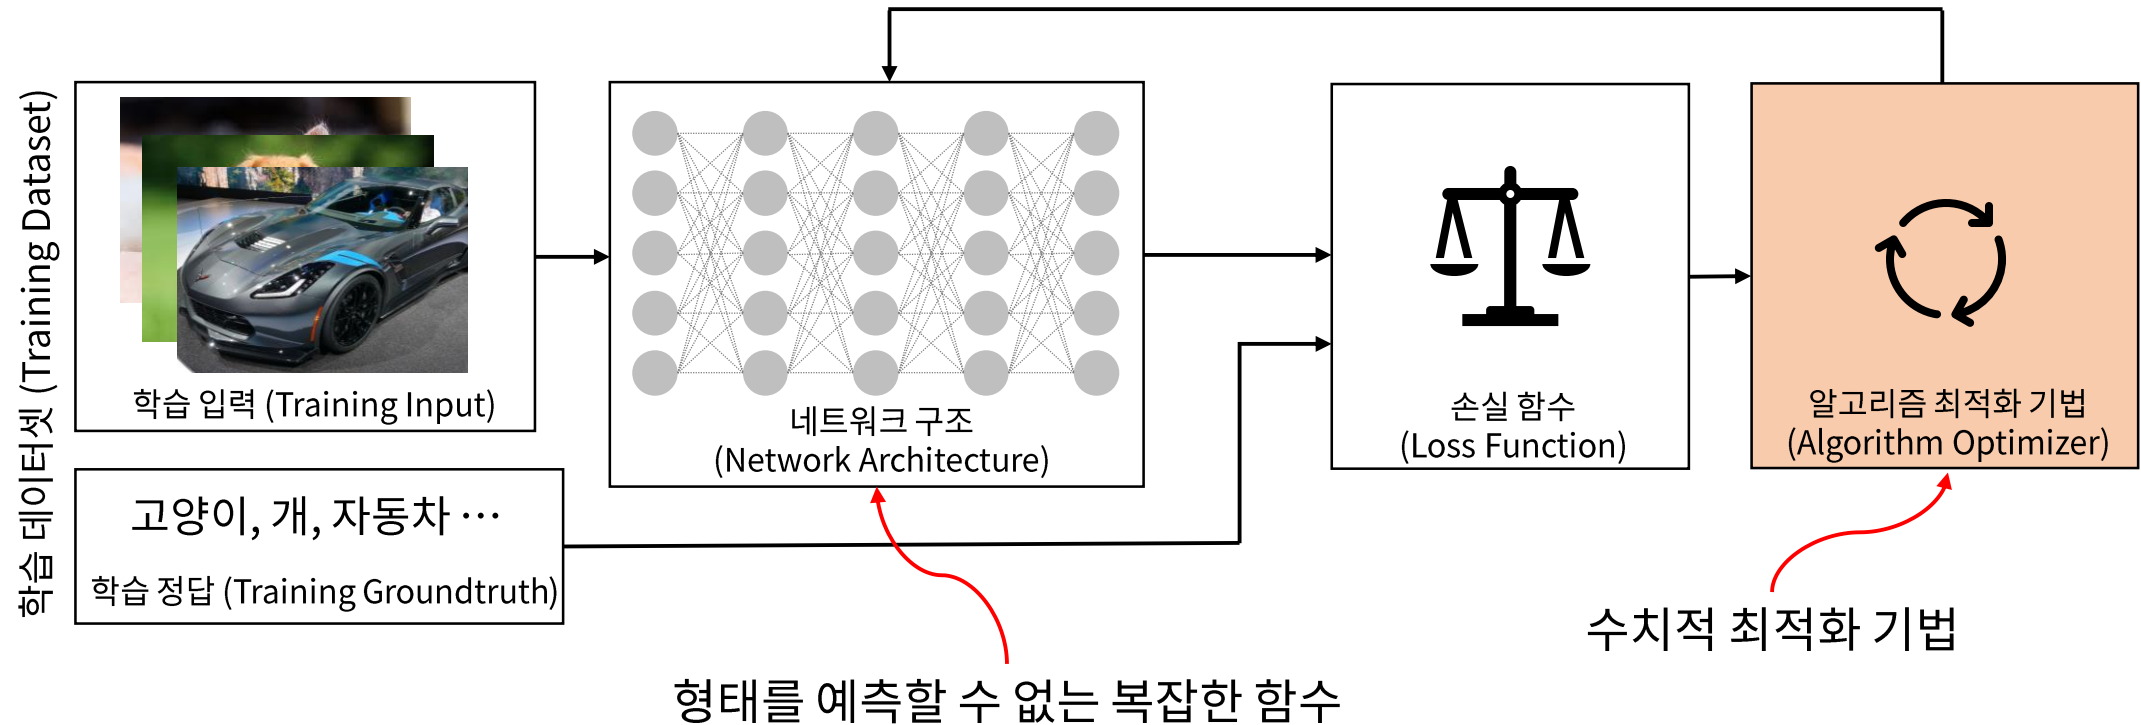 학습 데이터셋 (Training Dataset)
학습 입력 (Training Input)
고양이, 개, 자동차 …
학습 정답 (Training Groundtruth)
네트워크 구조
(Network Architecture)
손실 함수
(Loss Function)
알고리즘 최적화 기법
(Algorithm Optimizer)
수치적 최적화 기법
형태를 예측할 수 없는 복잡한 함수